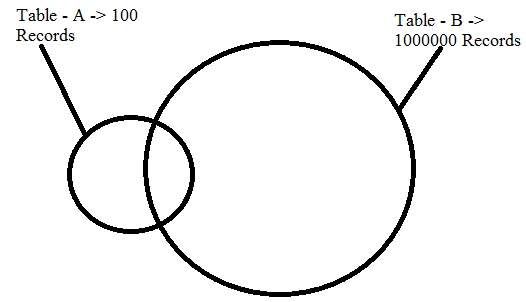 Table - A -> 100
Records
Table - B ->
1000000 Records